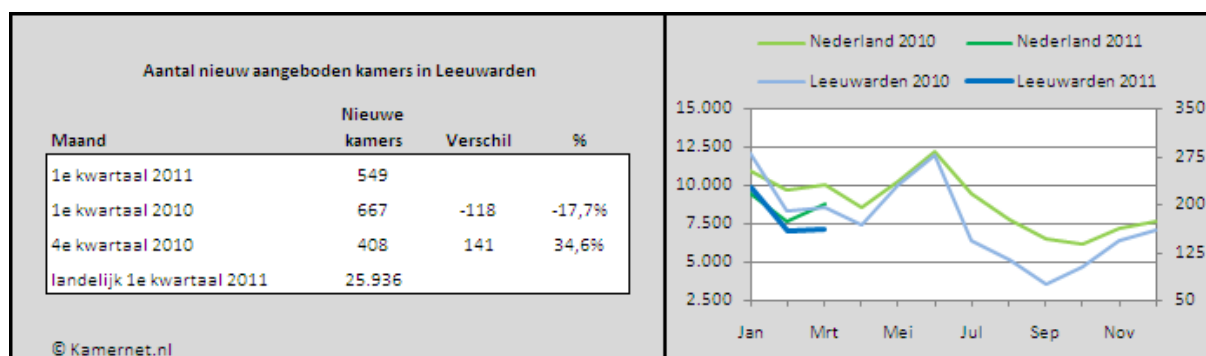 Aantal nieuw aangeboden kamers in Leeuwarden
Nieuwe
Maand kamers Verschil %
1e kwartaal 2011 549
1e kwartaal 2010 667 -118 -17,7%
4e kwartaal 2010 408 141 34,6%
landelijk 1e kwartaal 2011 25.936
© Kamernet.nl
Nederland 2010 Nederland 2011
Leeuwarden 2010 Leeuwarden 2011
15.000 350
12.500 275
10.000 200
7.500 125
5.000 50
2.500
Jan Mrt Mei Jul Sep Nov